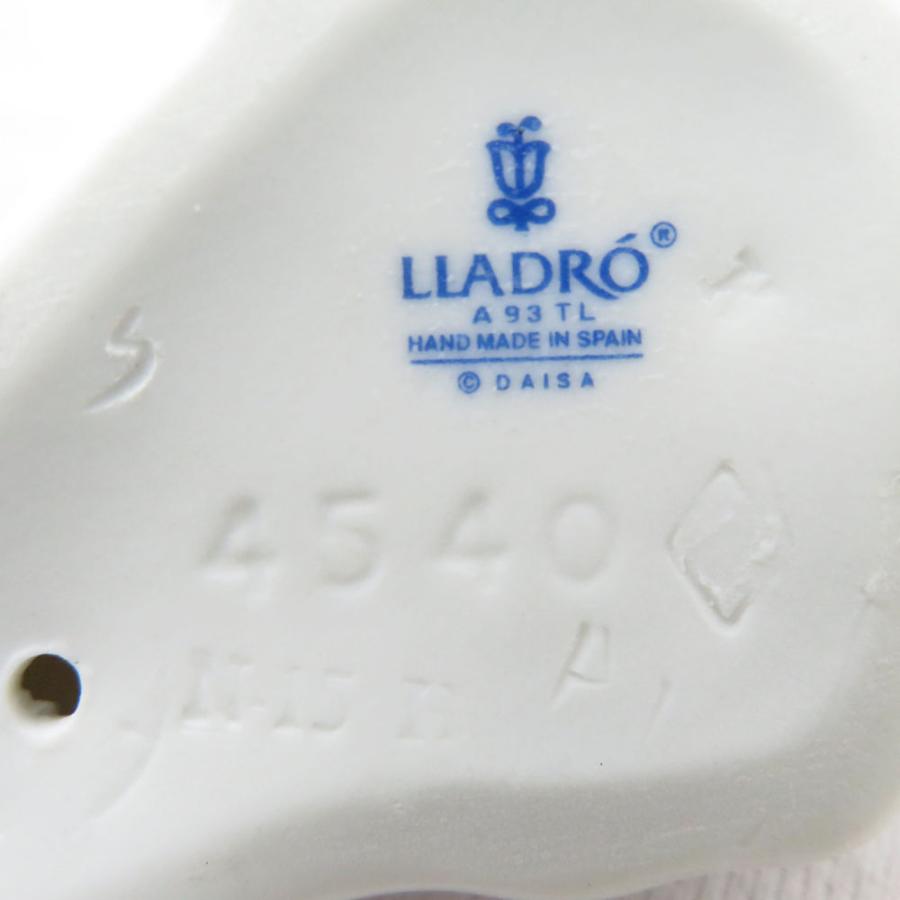 LLADRÓ®
A 93 TL
HAND MADE IN SPAIN
© DAISA
S
4540
A